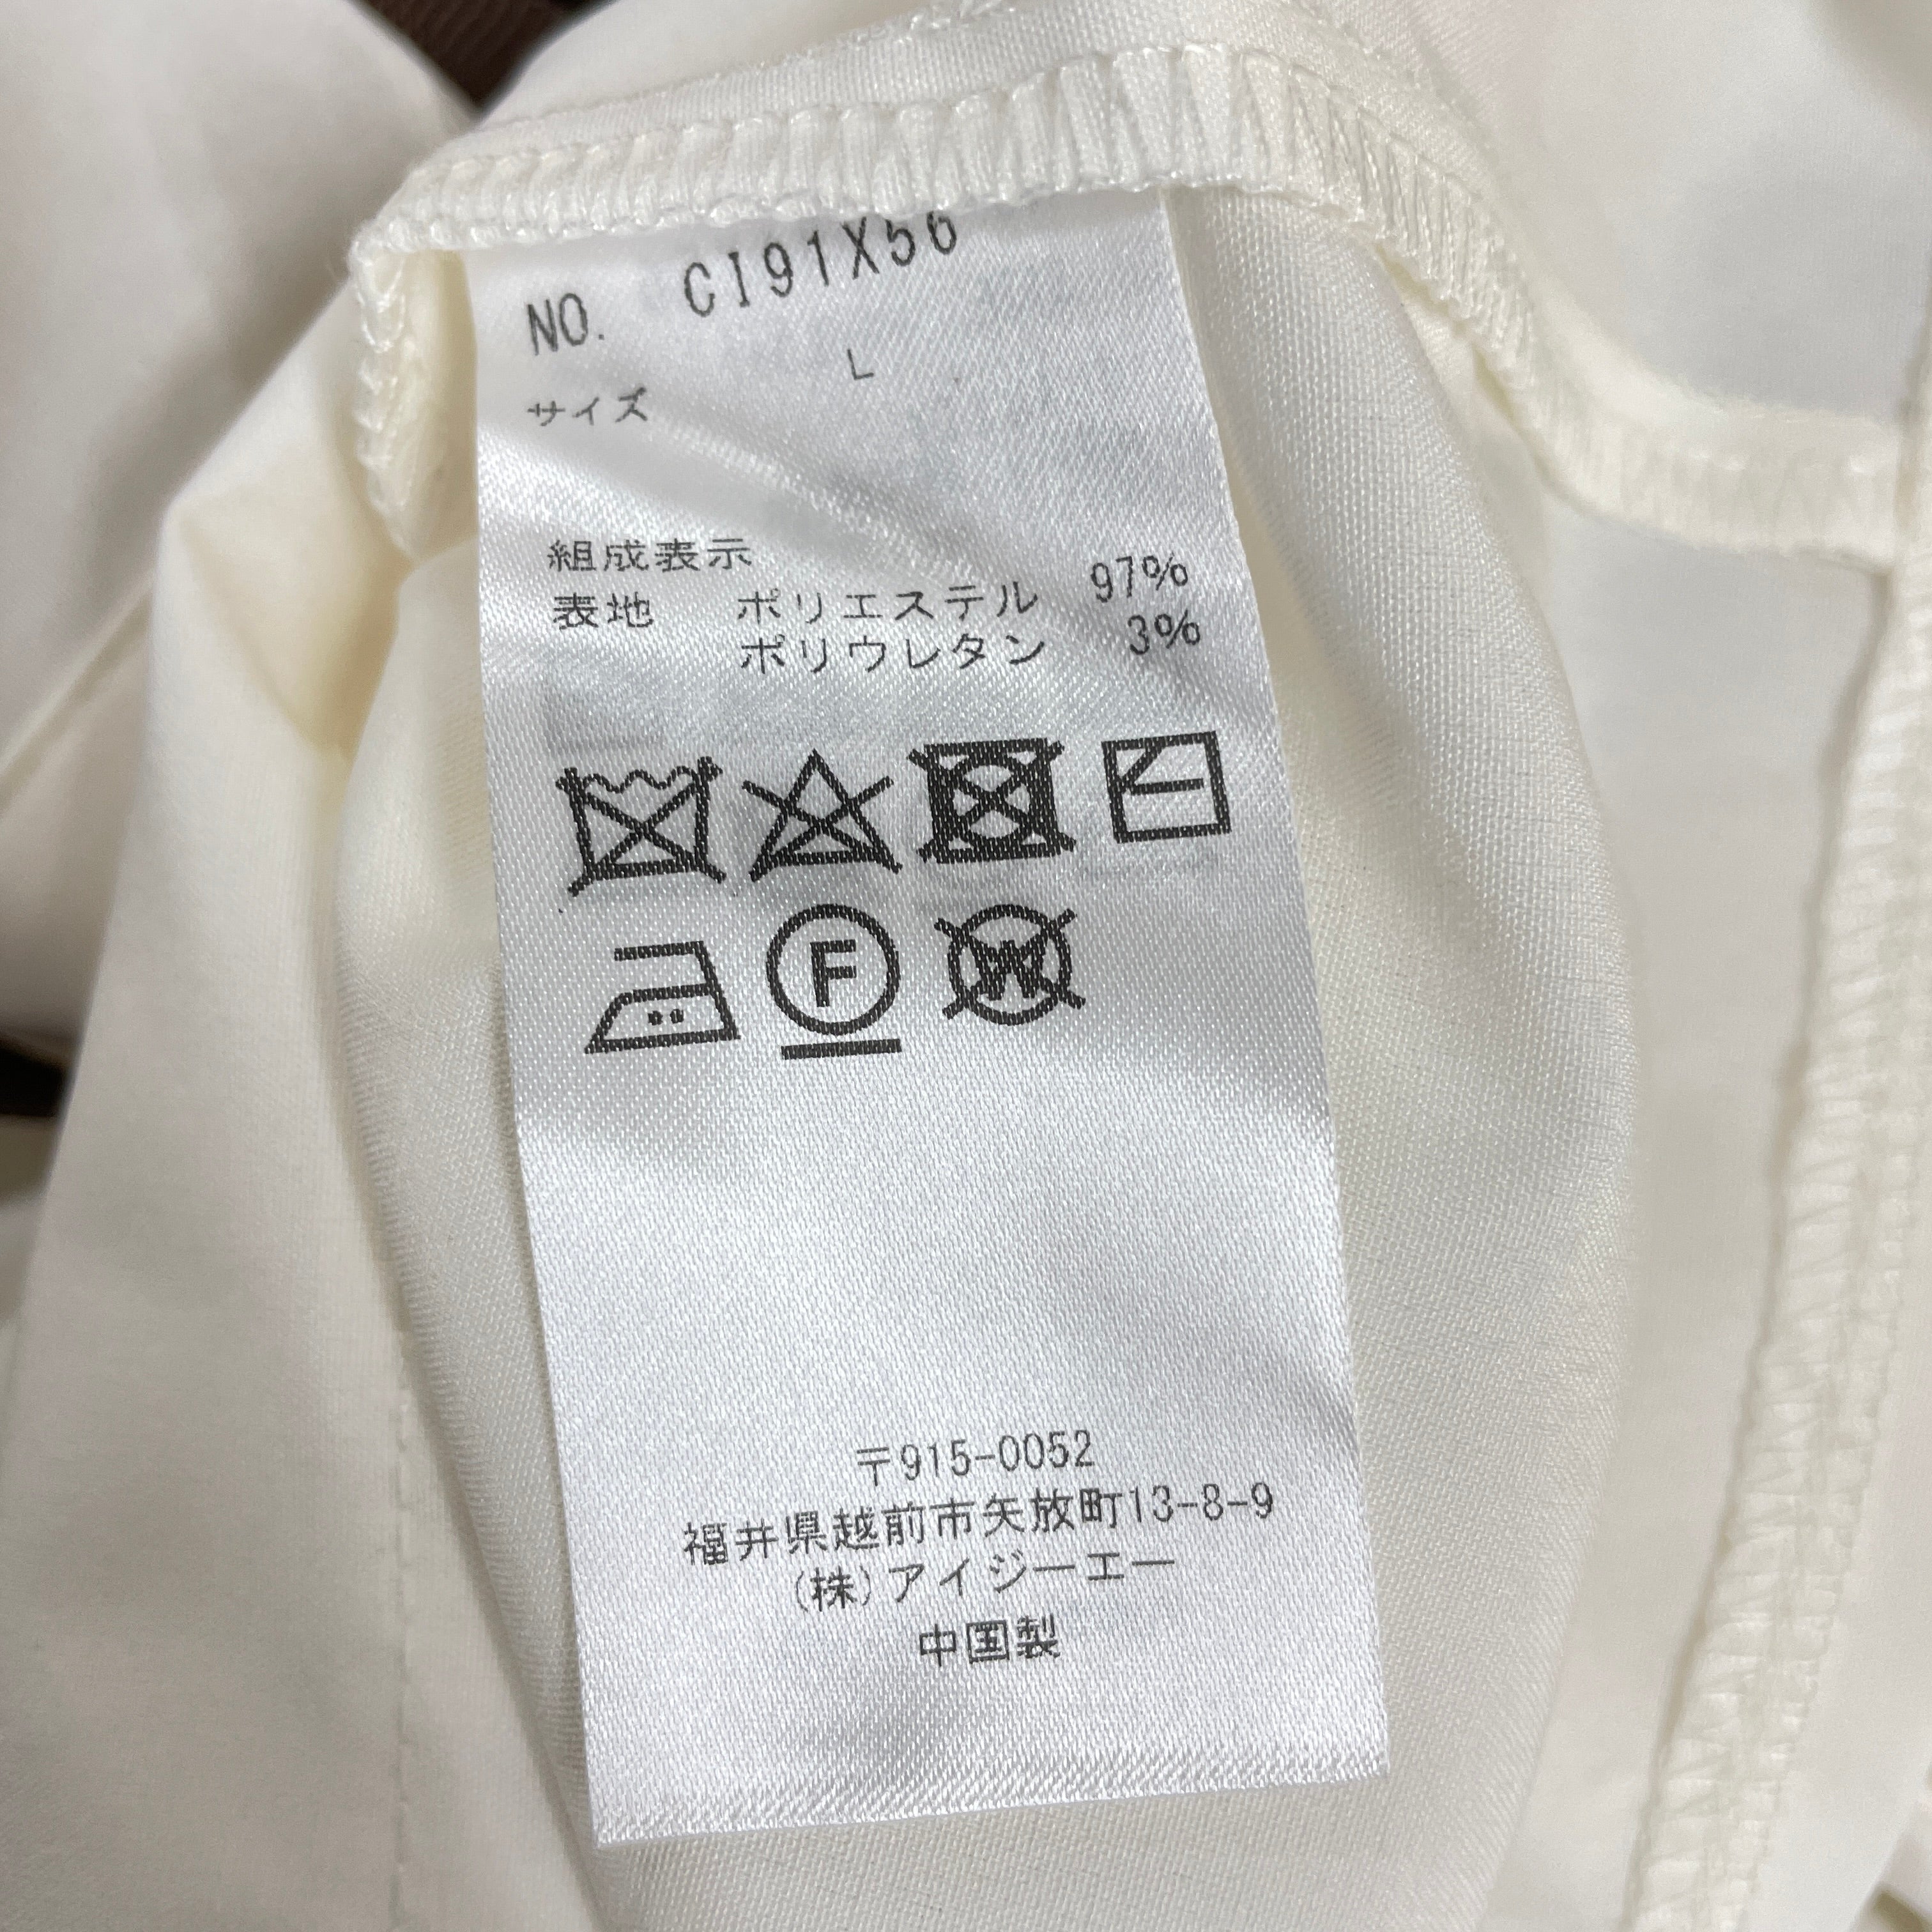 NO. CI91X56
サイズ L
組成表示
表地 ポリエステル 97%
ポリウレタン 3%
F
W
〒915-0052
福井県越前市矢放町13-8-9
(株)アイジーエー
中国製